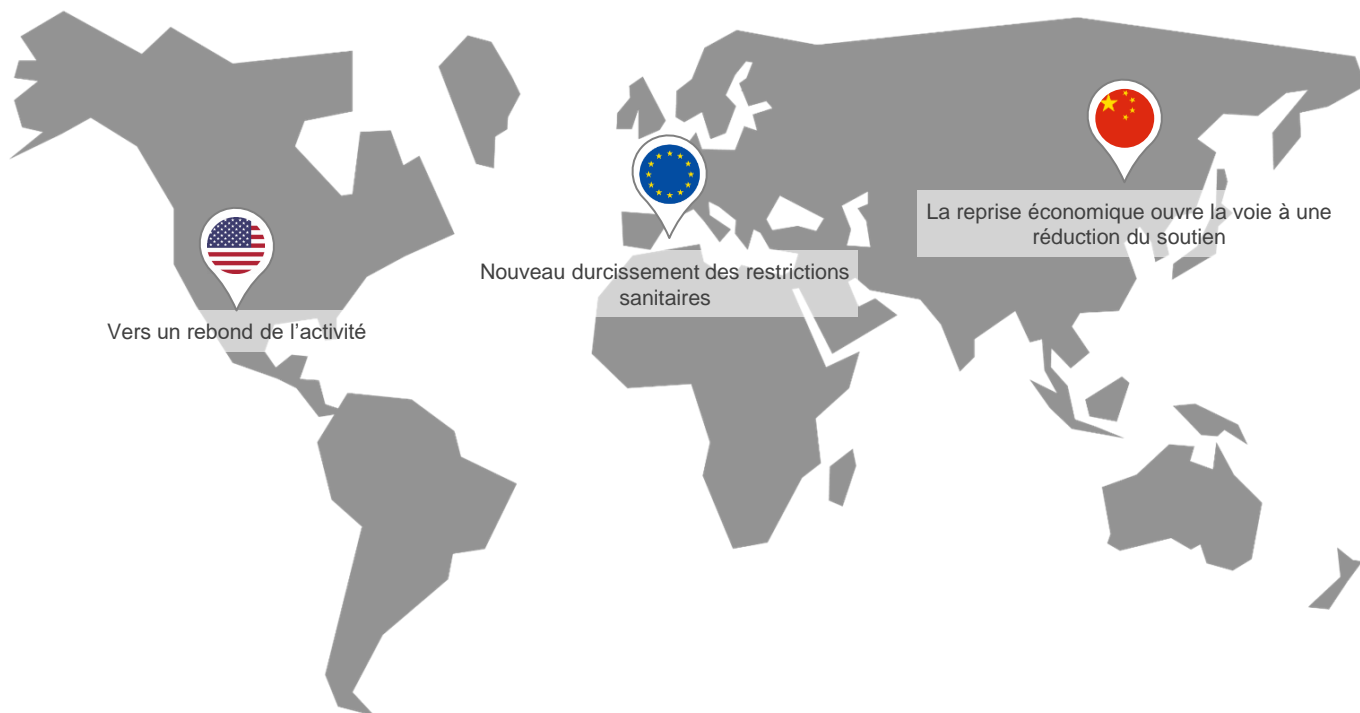 Vers un rebond de l’activité
Nouveau durcissement des restrictions
sanitaires
La reprise économique ouvre la voie à une
réduction du soutien